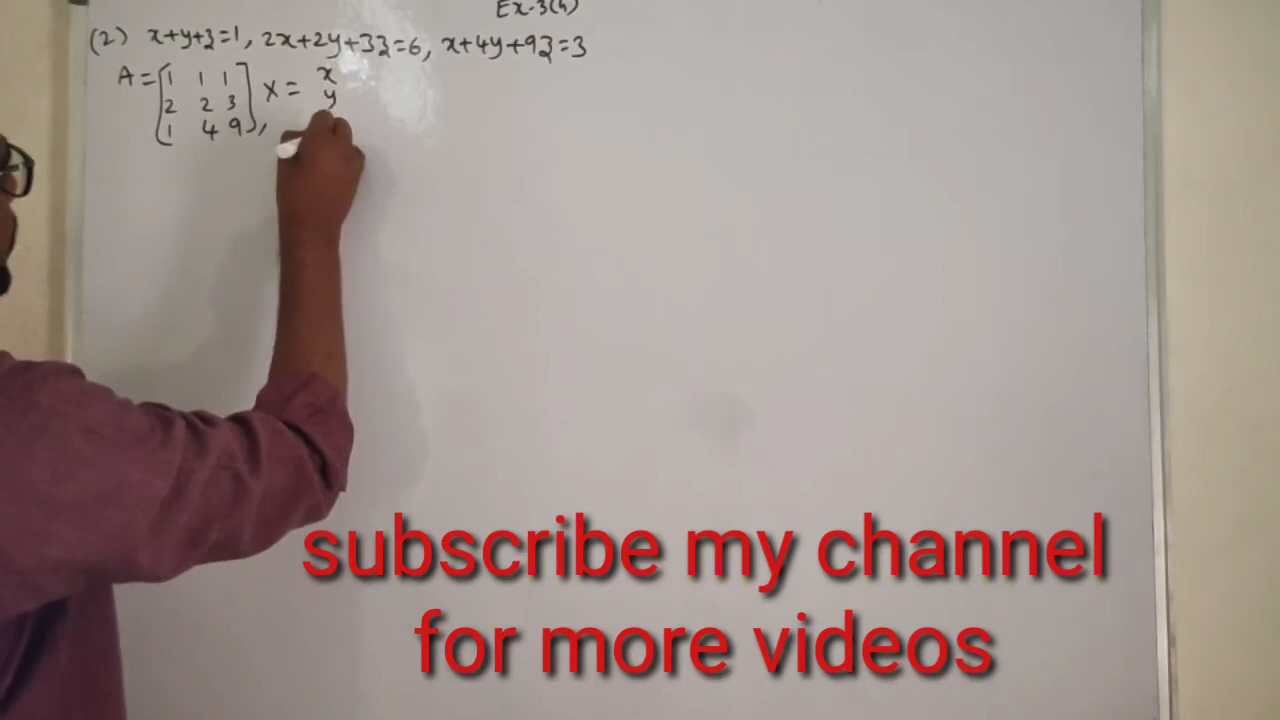 Ex-3(h)
(2) x+y+z=1, 2x+2y+3z=6, x+4y+9z=3
A = [1 1 1 X = x
2 2 3 y
1 4 9],
subscribe my channel
for more videos